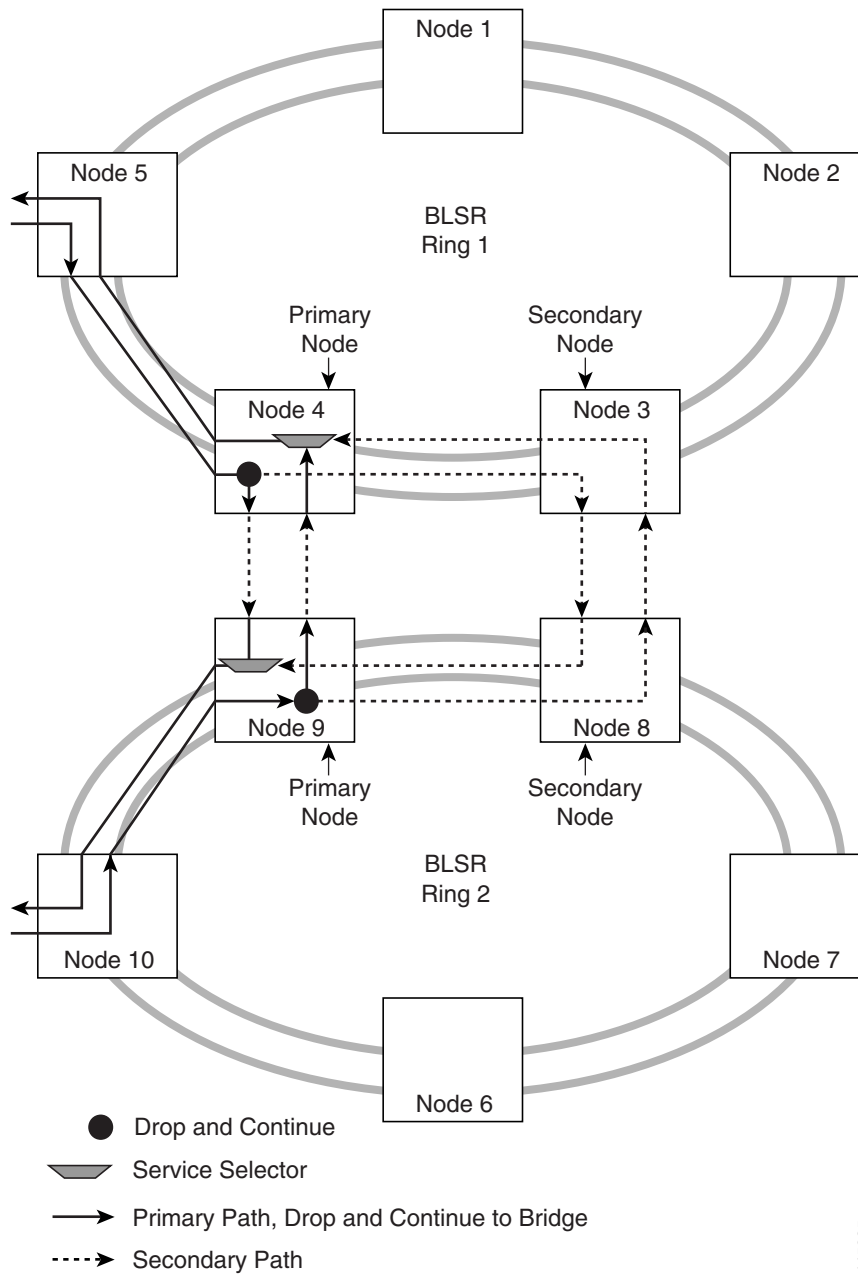 Node 1
Node 5
Node 2
BLSR
Ring 1
Primary
Node
Secondary
Node
Node 4
Node 3
Node 9
Node 8
Primary
Node
Secondary
Node
BLSR
Ring 2
Node 10
Node 7
Node 6
Drop and Continue
Service Selector
Primary Path, Drop and Continue to Bridge
Secondary Path